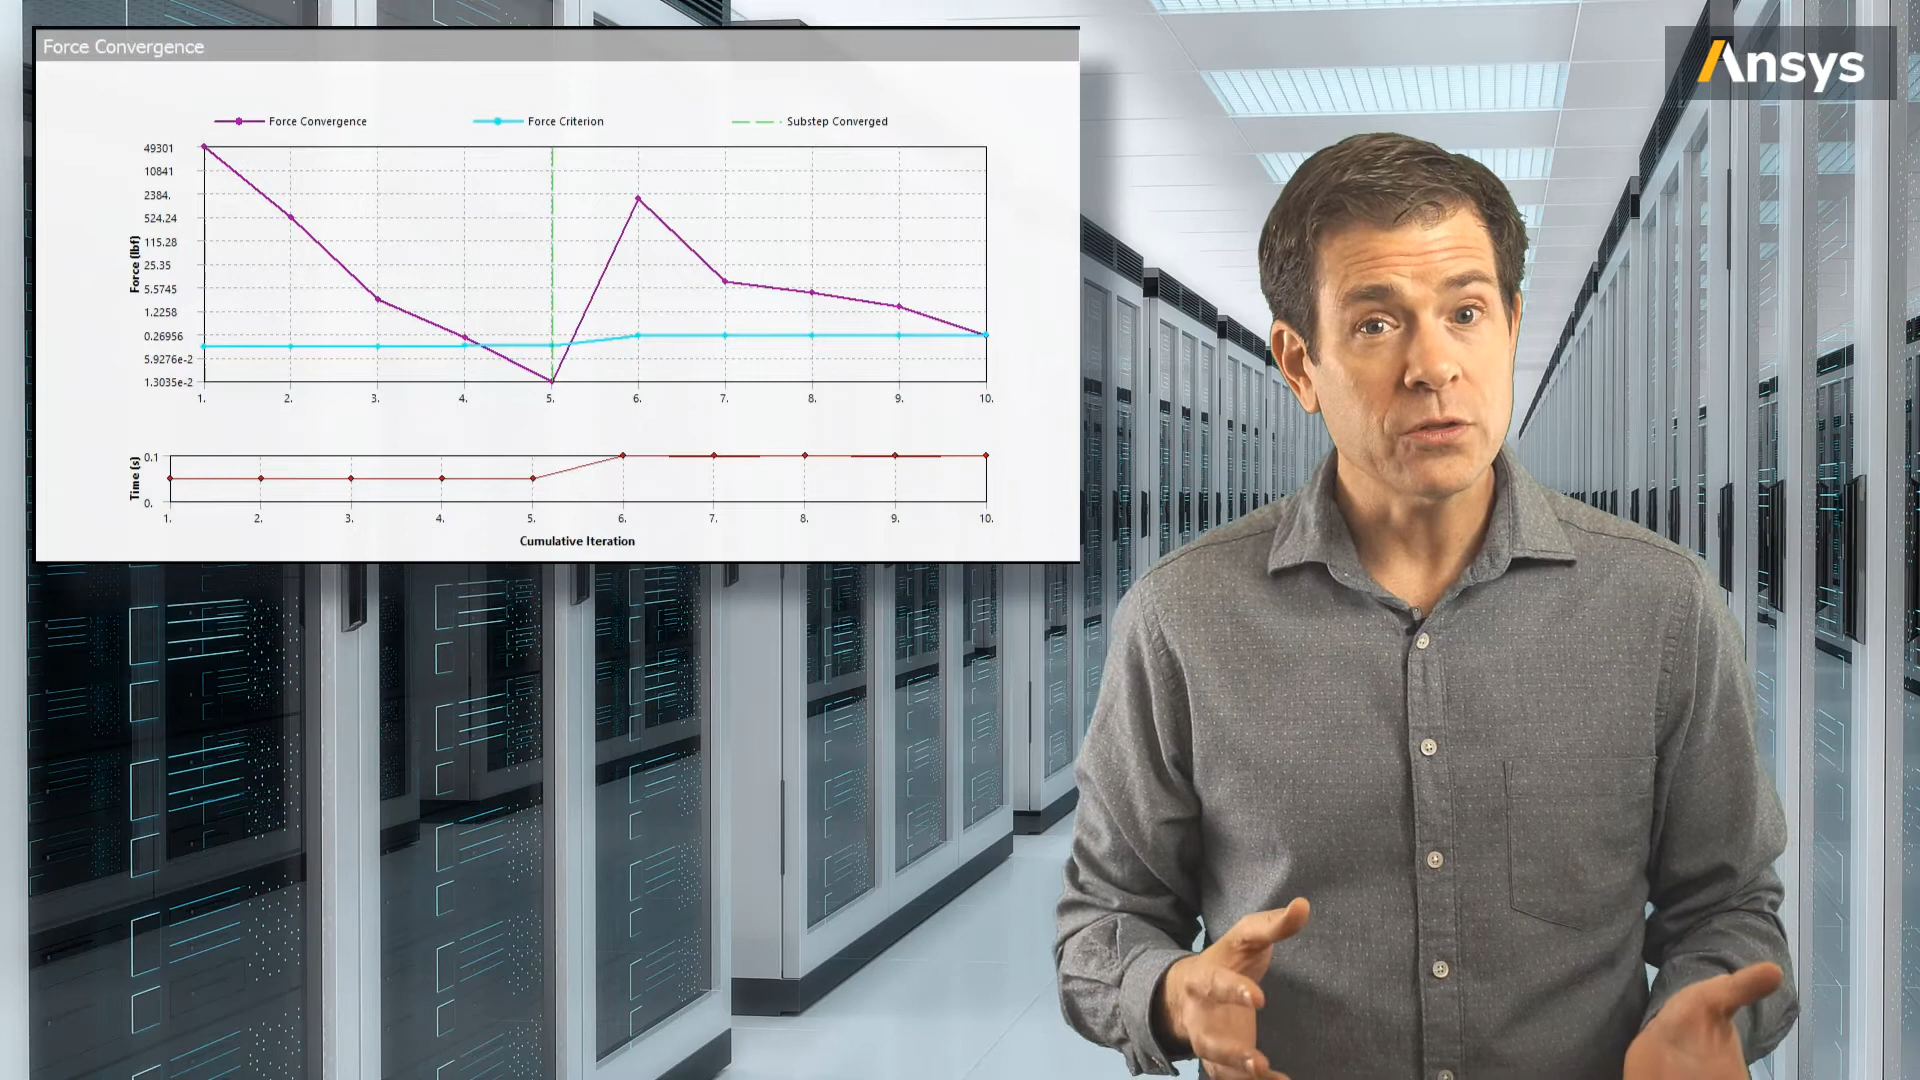 Force Convergence
Ansys
Force Convergence Force Criterion Substep Converged
Force (lbf)
49301
10841
2384.
524.24
115.28
25.35
5.5745
1.2258
0.26956
5.9276e-2
1.3035e-2
1. 2. 3. 4. 5. 6. 7. 8. 9. 10.
Time (s)
0.1
0.
1. 2. 3. 4. 5. 6. 7. 8. 9. 10.
Cumulative Iteration